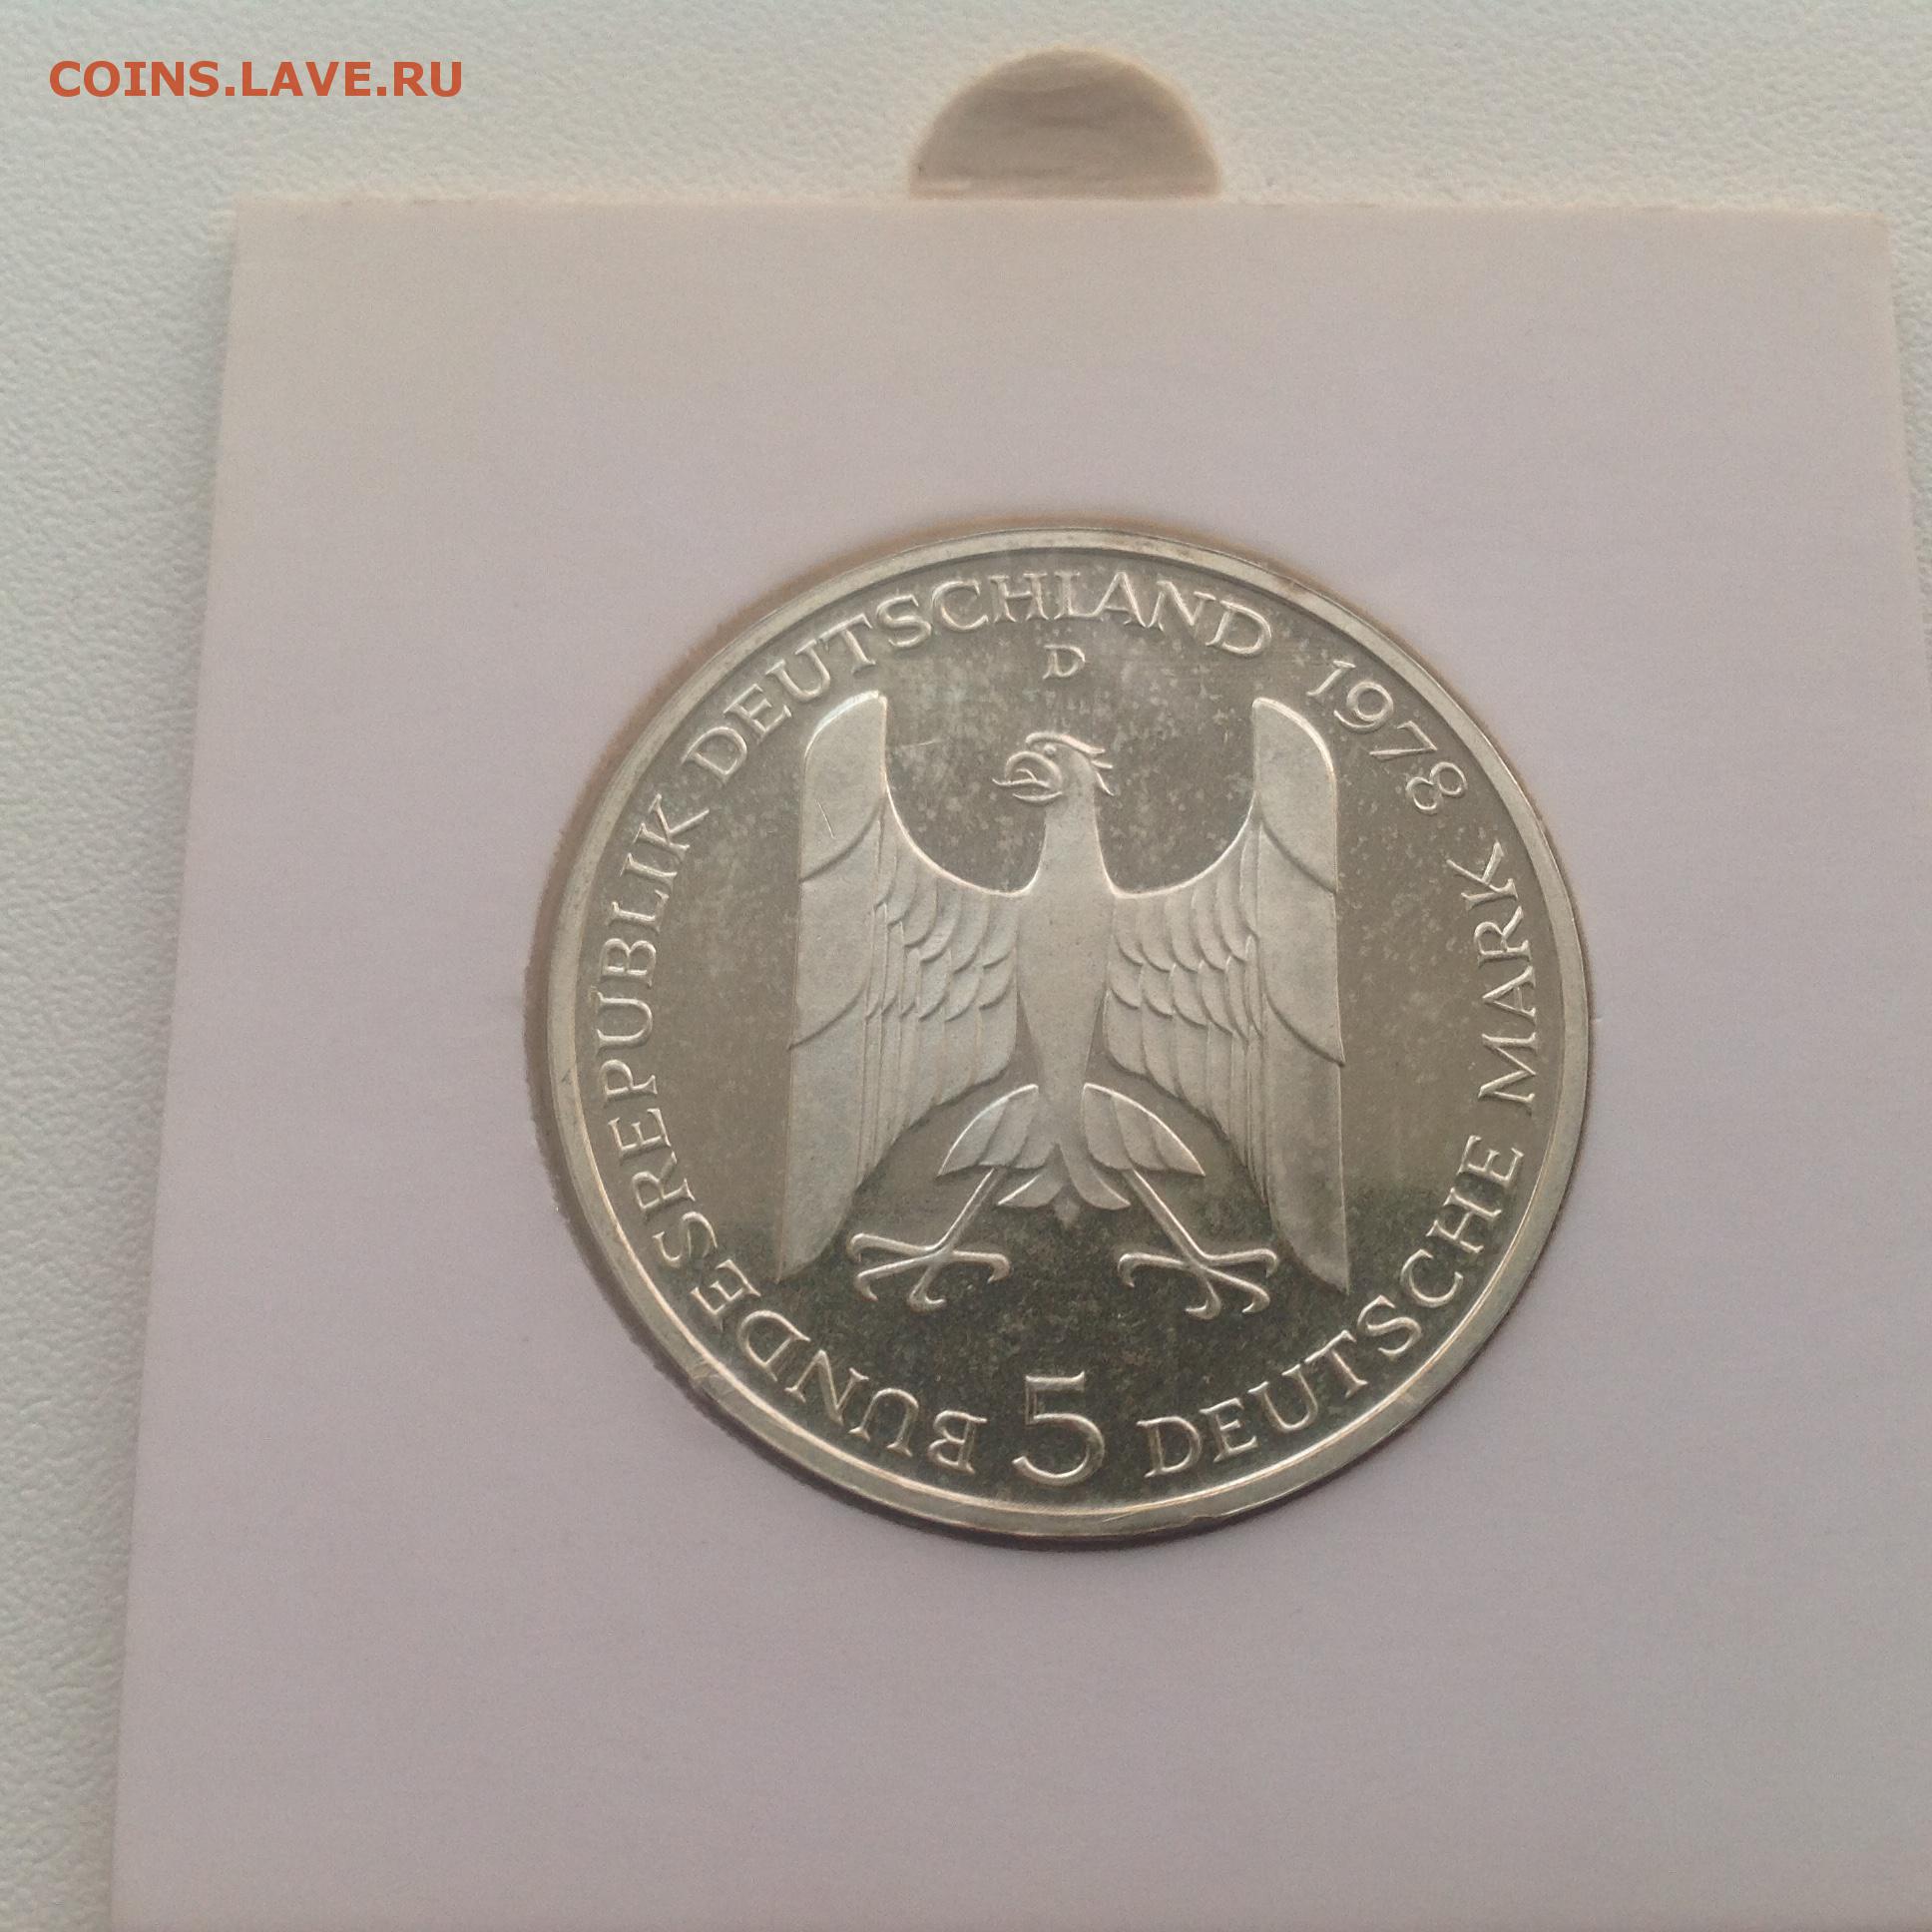 COINS.LAVE.RU
BUNDESREPUBLIK DEUTSCHLAND 1978
D
5 DEUTSCHE MARK